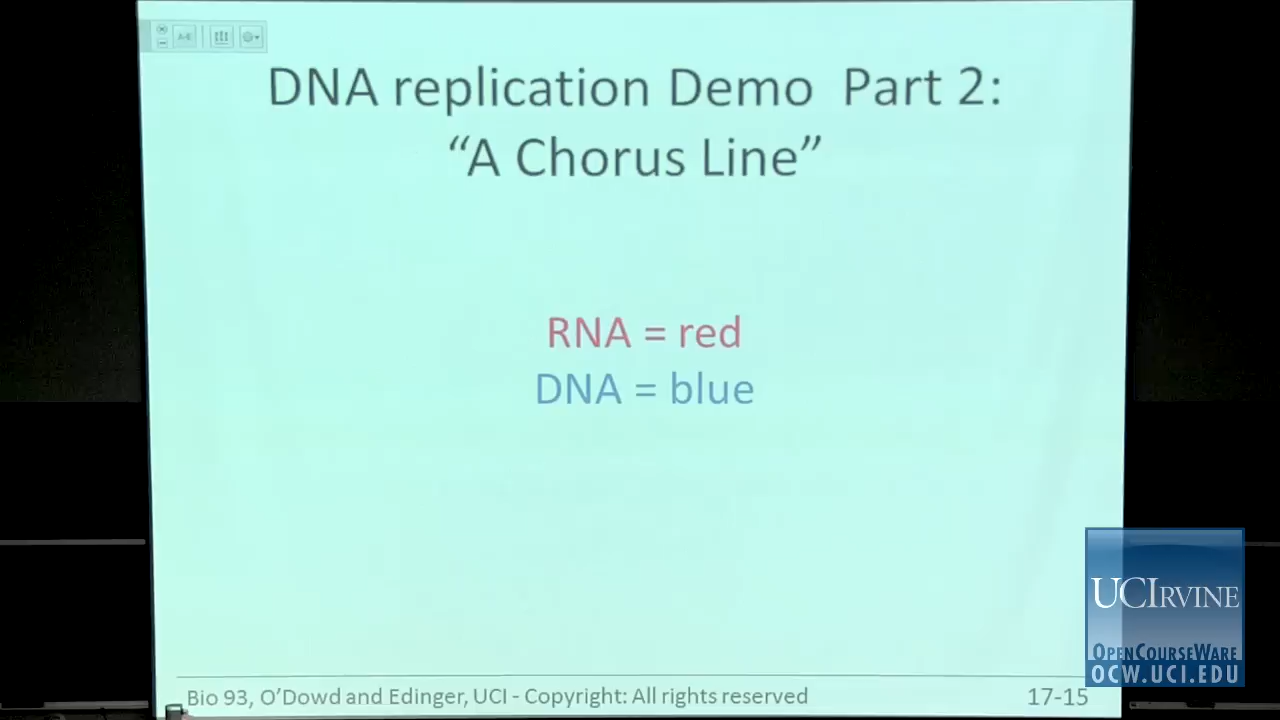 DNA replication Demo Part 2:
“A Chorus Line”
RNA = red
DNA = blue
Bio 93, O’Dowd and Edinger, UCI - Copyright: All rights reserved
17-15
UCIRVINE
OPENCOURSEWARE
OCW.UCI.EDU